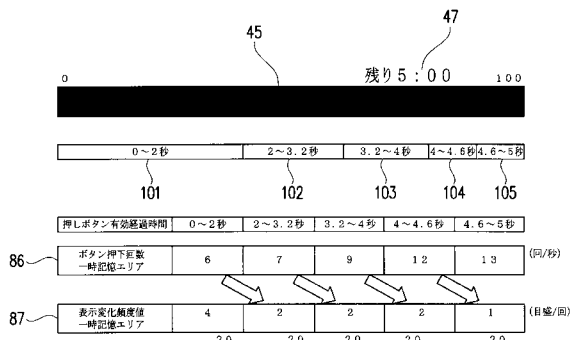 47
45
0 残り5:00 100
0～2秒 2～3.2秒 3.2～4秒 4～4.6秒 4.6～5秒
101 102 103 104 105
押しボタン有効経過時間 0～2秒 2～3.2秒 3.2～4秒 4～4.6秒 4.6～5秒
86 ボタン押下回数 6 7 9 12 13 (回/秒)
一時記憶エリア
87 表示変化頻度値 4 2 2 2 1 (目盛/回)
一時記憶エリア
20 20 20 20 20